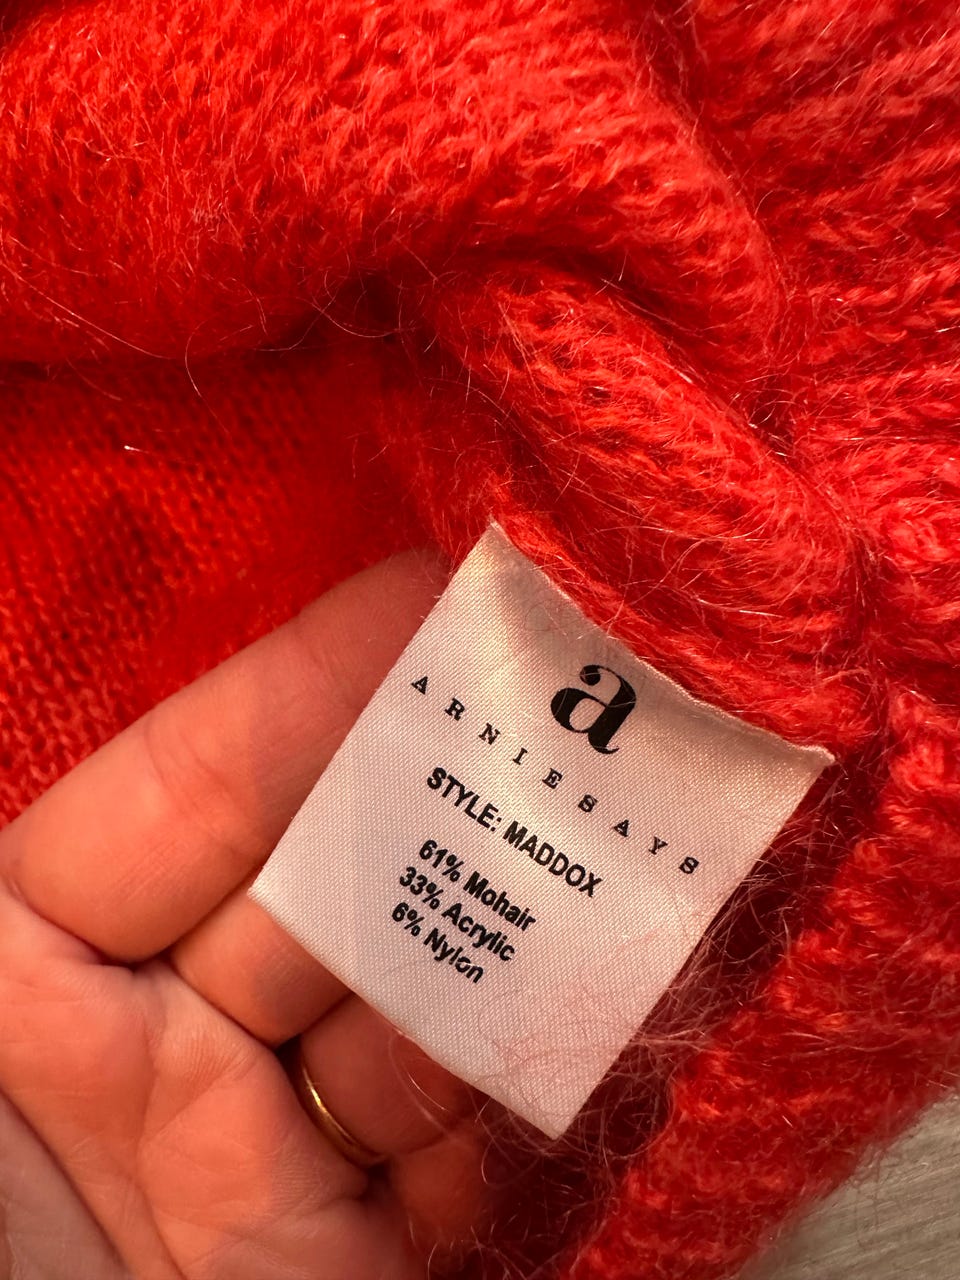 a
ARNIESAYS
STYLE: MADDOX
61% Mohair
33% Acrylic
6% Nylon